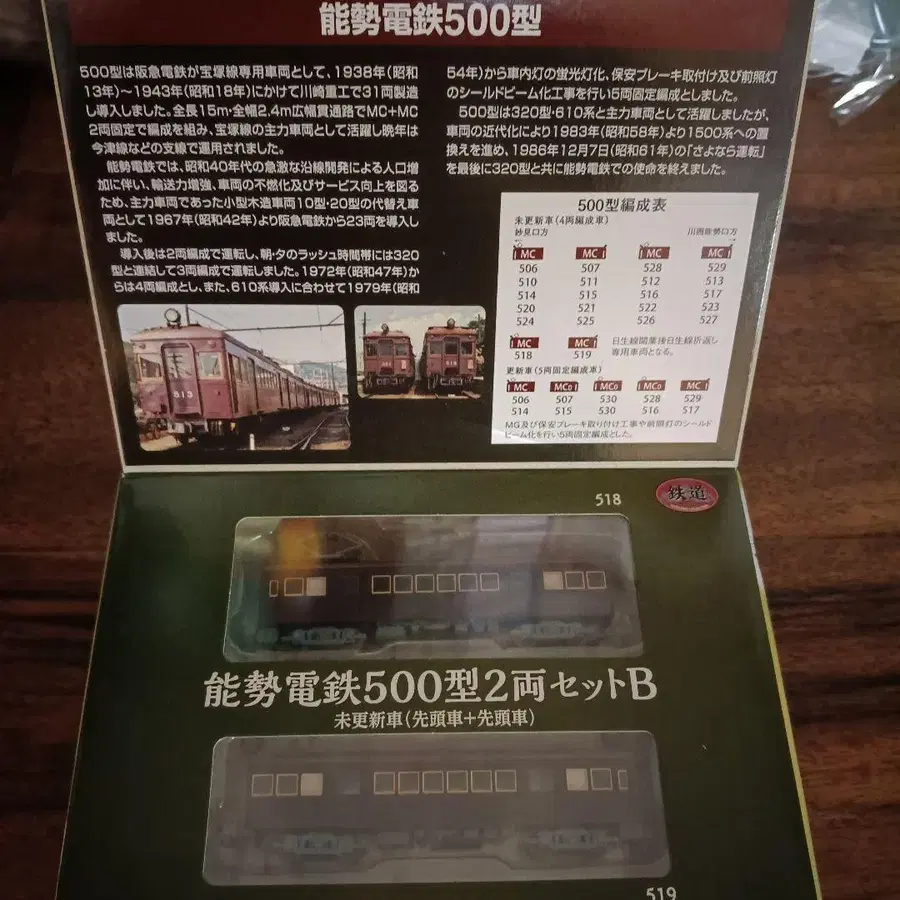 能勢電鉄500型
500型は阪急電鉄が宝塚線専用車両として、1938年(昭和
13年)～1943年(昭和18年)にかけて川崎重工で31両製造
し導入しました。全長15m・全幅2.4m広幅貫通路でMC+MC
2両固定で編成を組み、宝塚線の主力車両として活躍し晩年は
今津線などの支線で運用されました。
能勢電鉄では、昭和40年代の急激な沿線開発による人口増
加に伴い、輸送力増強、車両の不燃化及びサービス向上を図る
ため、主力車両であった小型木造車両10型・20型の代替え車
両として1967年(昭和42年)より阪急電鉄から23両を導入し
ました。
導入後は2両編成で運転し、朝・夕のラッシュ時間帯には320
型と連結して3両編成で運転しました。1972年(昭和47年)か
らは4両編成とし、また、610系導入に合わせて1979年(昭和
54年)から車内灯の蛍光灯化、保安ブレーキ取付け及び前照灯
のシールドビーム化工事を行い5両固定編成としました。
500型は320型・610系と共に主力車両として活躍しましたが、
車両の近代化により1983年(昭和58年)より1500系への置
換えを進め、1986年12月7日(昭和61年)の「さよなら運転」
を最後に320型と共に能勢電鉄での使命を終えました。
500型編成表
未更新車(4両編成車)
妙見口方 川西能勢口方
MC MC MC MC
506 507 528 529
510 511 512 513
514 515 516 517
520 521 522 523
524 525 526 527
MC MC 日生線開業後日生線折返し
518 519 専用車両となる。
更新車(5両固定編成車)
MC MCo MCo MCo MC
506 507 530 528 529
514 515 530 516 517
MG及び保安ブレーキ取り付け工事や前照灯のシールド
ビーム化を行い5両固定編成とした。
513
518
鉄道
能勢電鉄500型2両セットB
未更新車(先頭車+先頭車)
519